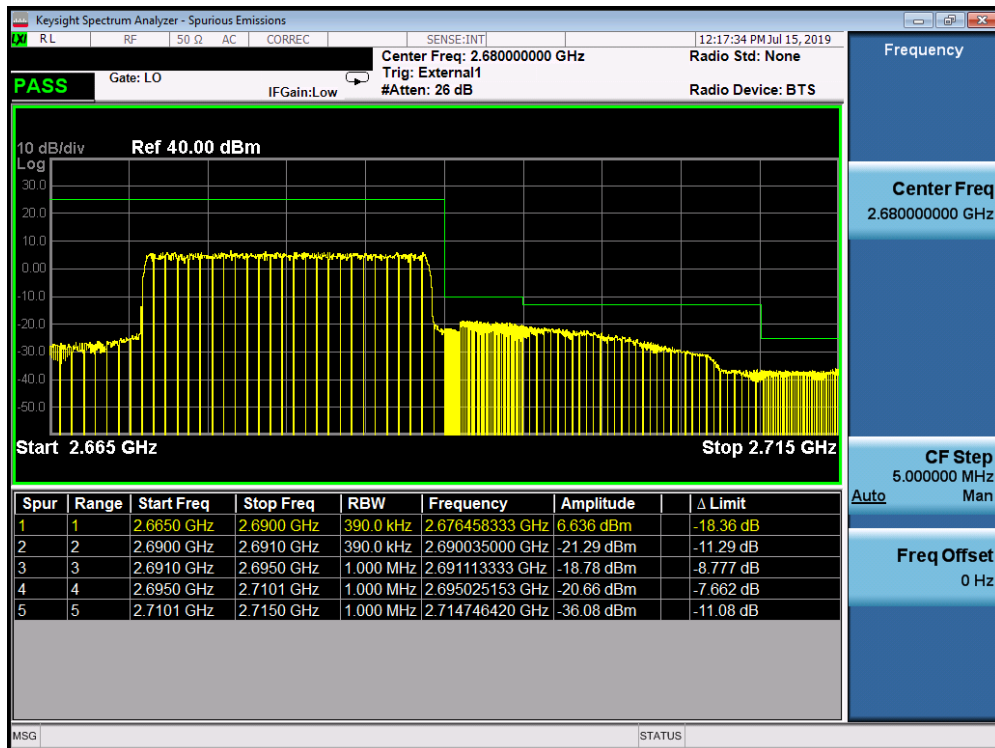 Keysight Spectrum Analyzer - Spurious Emissions
LXI RL RF 50 Ω AC CORREC SENSE:INT 12:17:34 PM Jul 15, 2019
Center Freq: 2.680000000 GHz Radio Std: None
Gate: LO Trig: External1
PASS IFGain:Low #Atten: 26 dB Radio Device: BTS
Frequency
Center Freq
2.680000000 GHz
CF Step
5.000000 MHz
Auto Man
Freq Offset
0 Hz
10 dB/div Ref 40.00 dBm
Log
30.0
20.0
10.0
0.00
-10.0
-20.0
-30.0
-40.0
-50.0
Start 2.665 GHz Stop 2.715 GHz
Spur Range Start Freq Stop Freq RBW Frequency Amplitude Δ Limit
1 1 2.6650 GHz 2.6900 GHz 390.0 kHz 2.676458333 GHz 6.636 dBm -18.36 dB
2 2 2.6900 GHz 2.6910 GHz 390.0 kHz 2.690035000 GHz -21.29 dBm -11.29 dB
3 3 2.6910 GHz 2.6950 GHz 1.000 MHz 2.691113333 GHz -18.78 dBm -8.777 dB
4 4 2.6950 GHz 2.7101 GHz 1.000 MHz 2.695025153 GHz -20.66 dBm -7.662 dB
5 5 2.7101 GHz 2.7150 GHz 1.000 MHz 2.714746420 GHz -36.08 dBm -11.08 dB
MSG STATUS